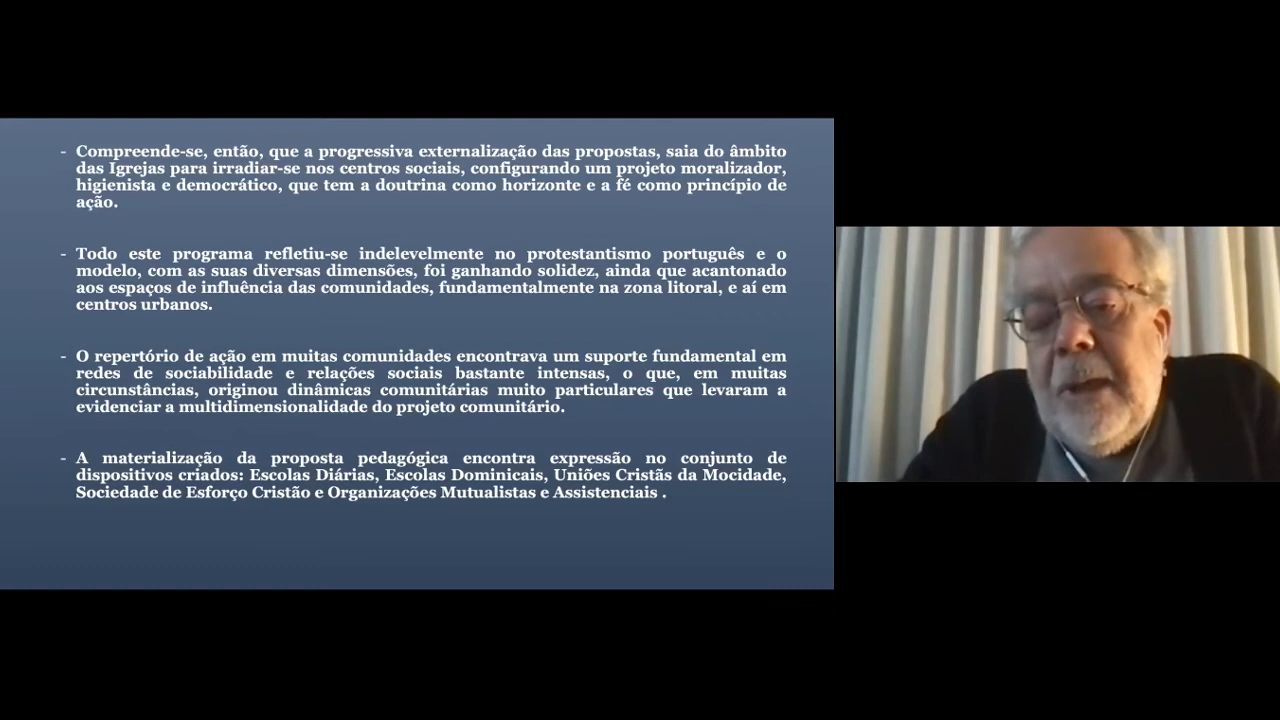 - Compreende-se, então, que a progressiva externalização das propostas, saia do âmbito
das Igrejas para irradiar-se nos centros sociais, configurando um projeto moralizador,
higienista e democrático, que tem a doutrina como horizonte e a fé como princípio de
ação.
- Todo este programa refletiu-se indelevelmente no protestantismo português e o
modelo, com as suas diversas dimensões, foi ganhando solidez, ainda que acantonado
aos espaços de influência das comunidades, fundamentalmente na zona litoral, e aí em
centros urbanos.
- O repertório de ação em muitas comunidades encontrava um suporte fundamental em
redes de sociabilidade e relações sociais bastante intensas, o que, em muitas
circunstâncias, originou dinâmicas comunitárias muito particulares que levaram a
evidenciar a multidimensionalidade do projeto comunitário.
- A materialização da proposta pedagógica encontra expressão no conjunto de
dispositivos criados: Escolas Diárias, Escolas Dominicais, Uniões Cristãs da Mocidade,
Sociedade de Esforço Cristão e Organizações Mutualistas e Assistenciais .